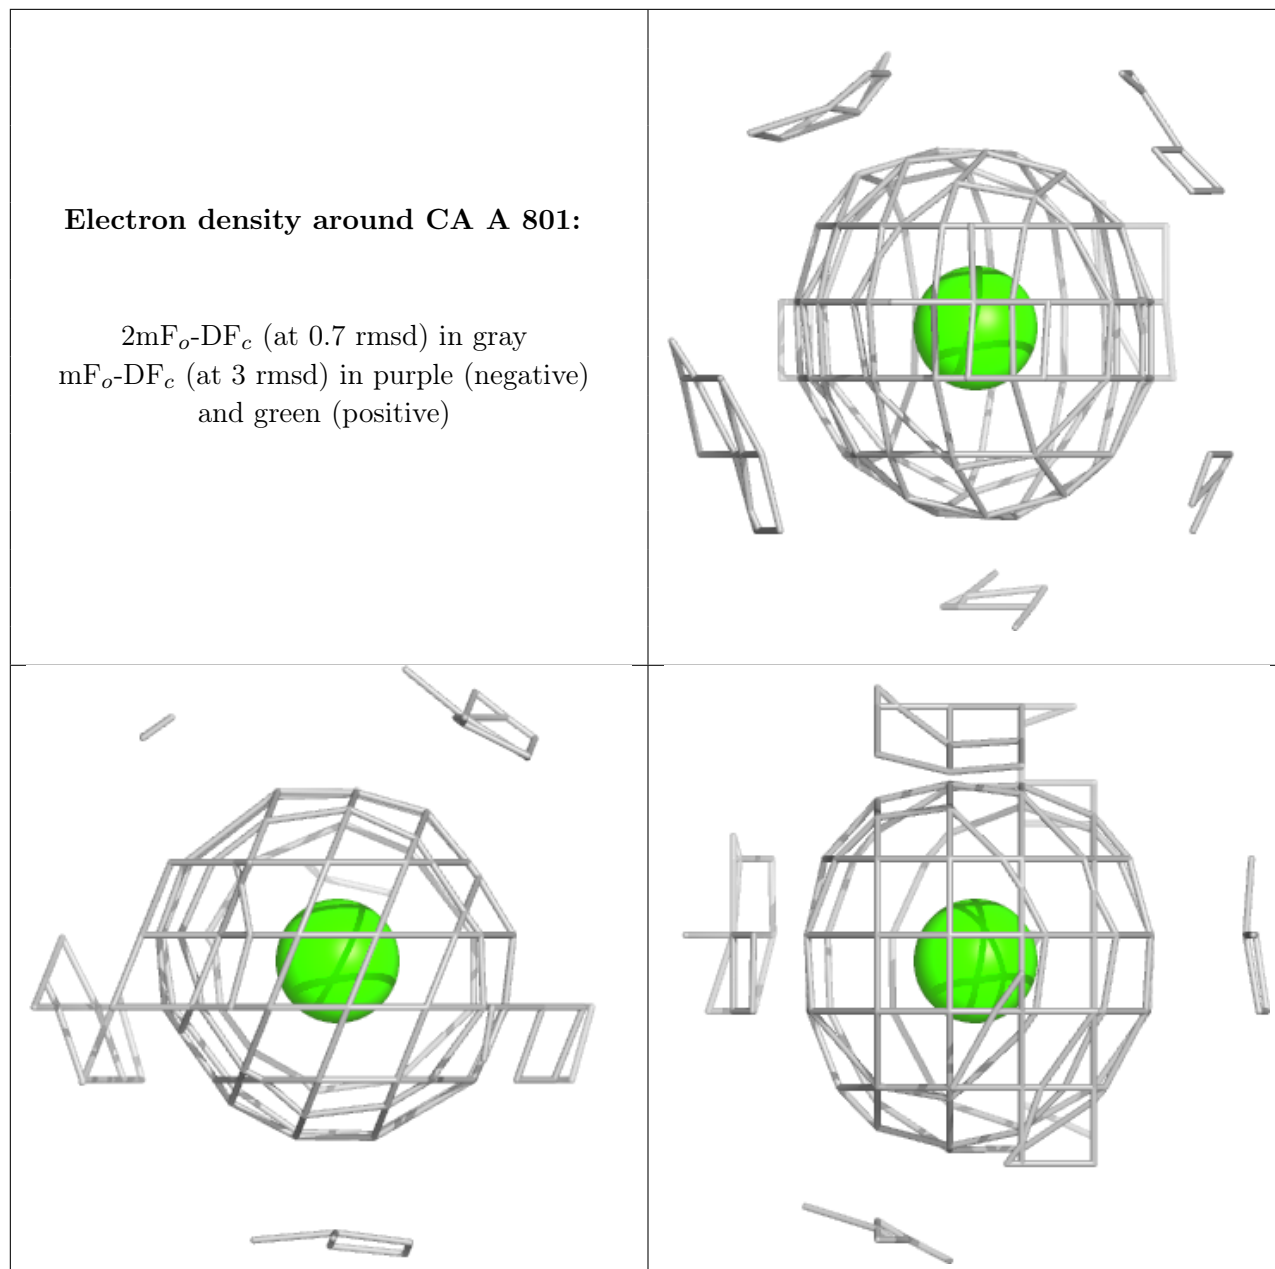 Electron density around CA A 801:
2mFo-DFc (at 0.7 rmsd) in gray
mFo-DFc (at 3 rmsd) in purple (negative)
and green (positive)